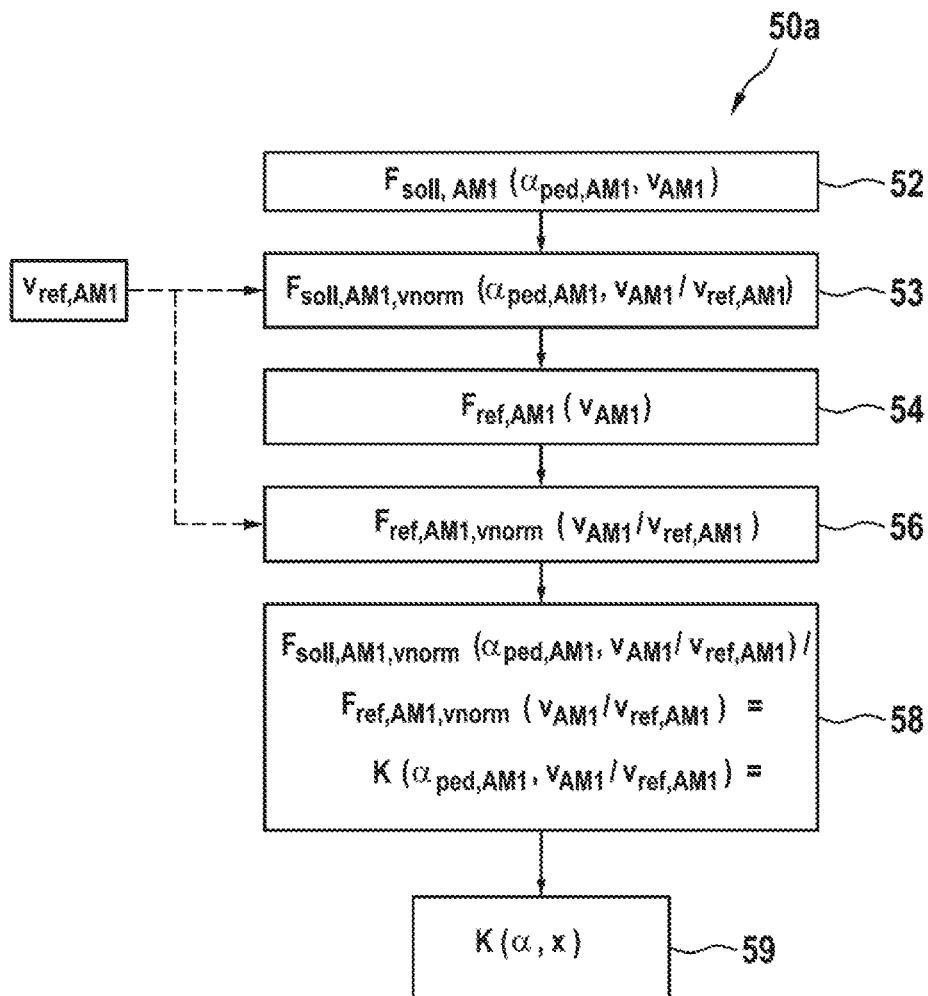 50a
F_soll, AM1 (α_ped,AM1, v_AM1)
52
v_ref,AM1
F_soll,AM1,vnorm (α_ped,AM1, v_AM1/v_ref,AM1)
53
F_ref,AM1 (v_AM1)
54
F_ref,AM1,vnorm (v_AM1/v_ref,AM1)
56
F_soll,AM1,vnorm (α_ped,AM1, v_AM1/v_ref,AM1) /
F_ref,AM1,vnorm (v_AM1/v_ref,AM1) =
K (α_ped,AM1, v_AM1/v_ref,AM1) =
58
K (α, x)
59